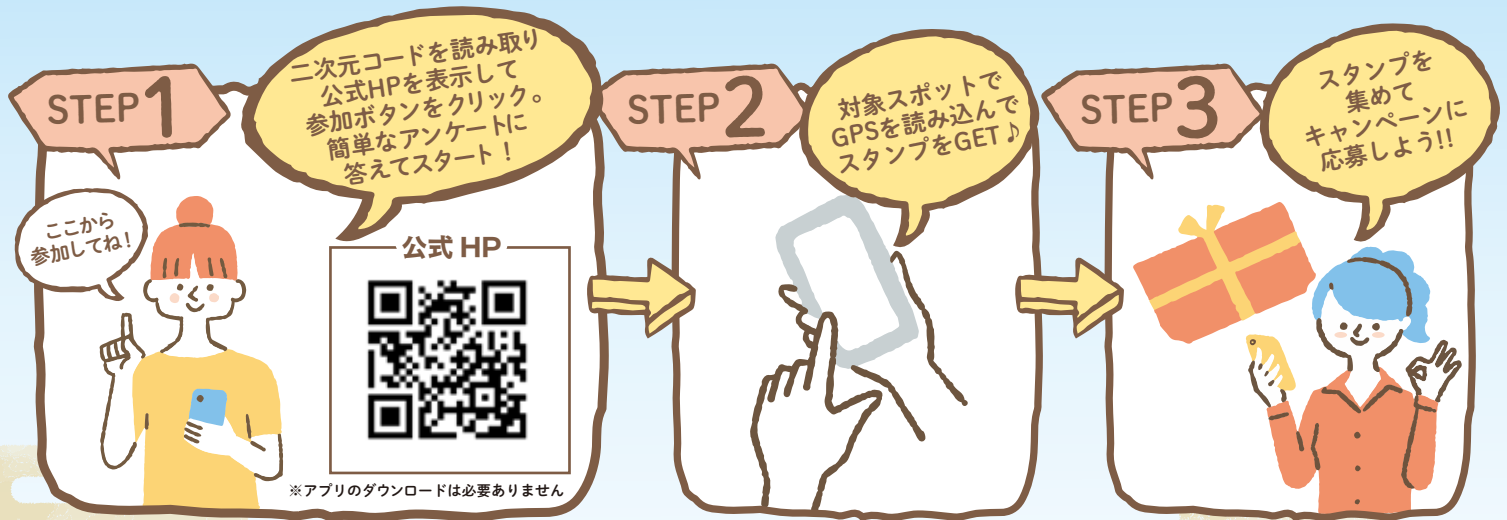 STEP1
二次元コードを読み取り
公式HPを表示して
参加ボタンをクリック。
簡単なアンケートに
答えてスタート！
ここから
参加してね！
公式 HP
※アプリのダウンロードは必要ありません
STEP2
対象スポットで
GPSを読み込んで
スタンプをGET♪
STEP3
スタンプを
集めて
キャンペーンに
応募しよう!!